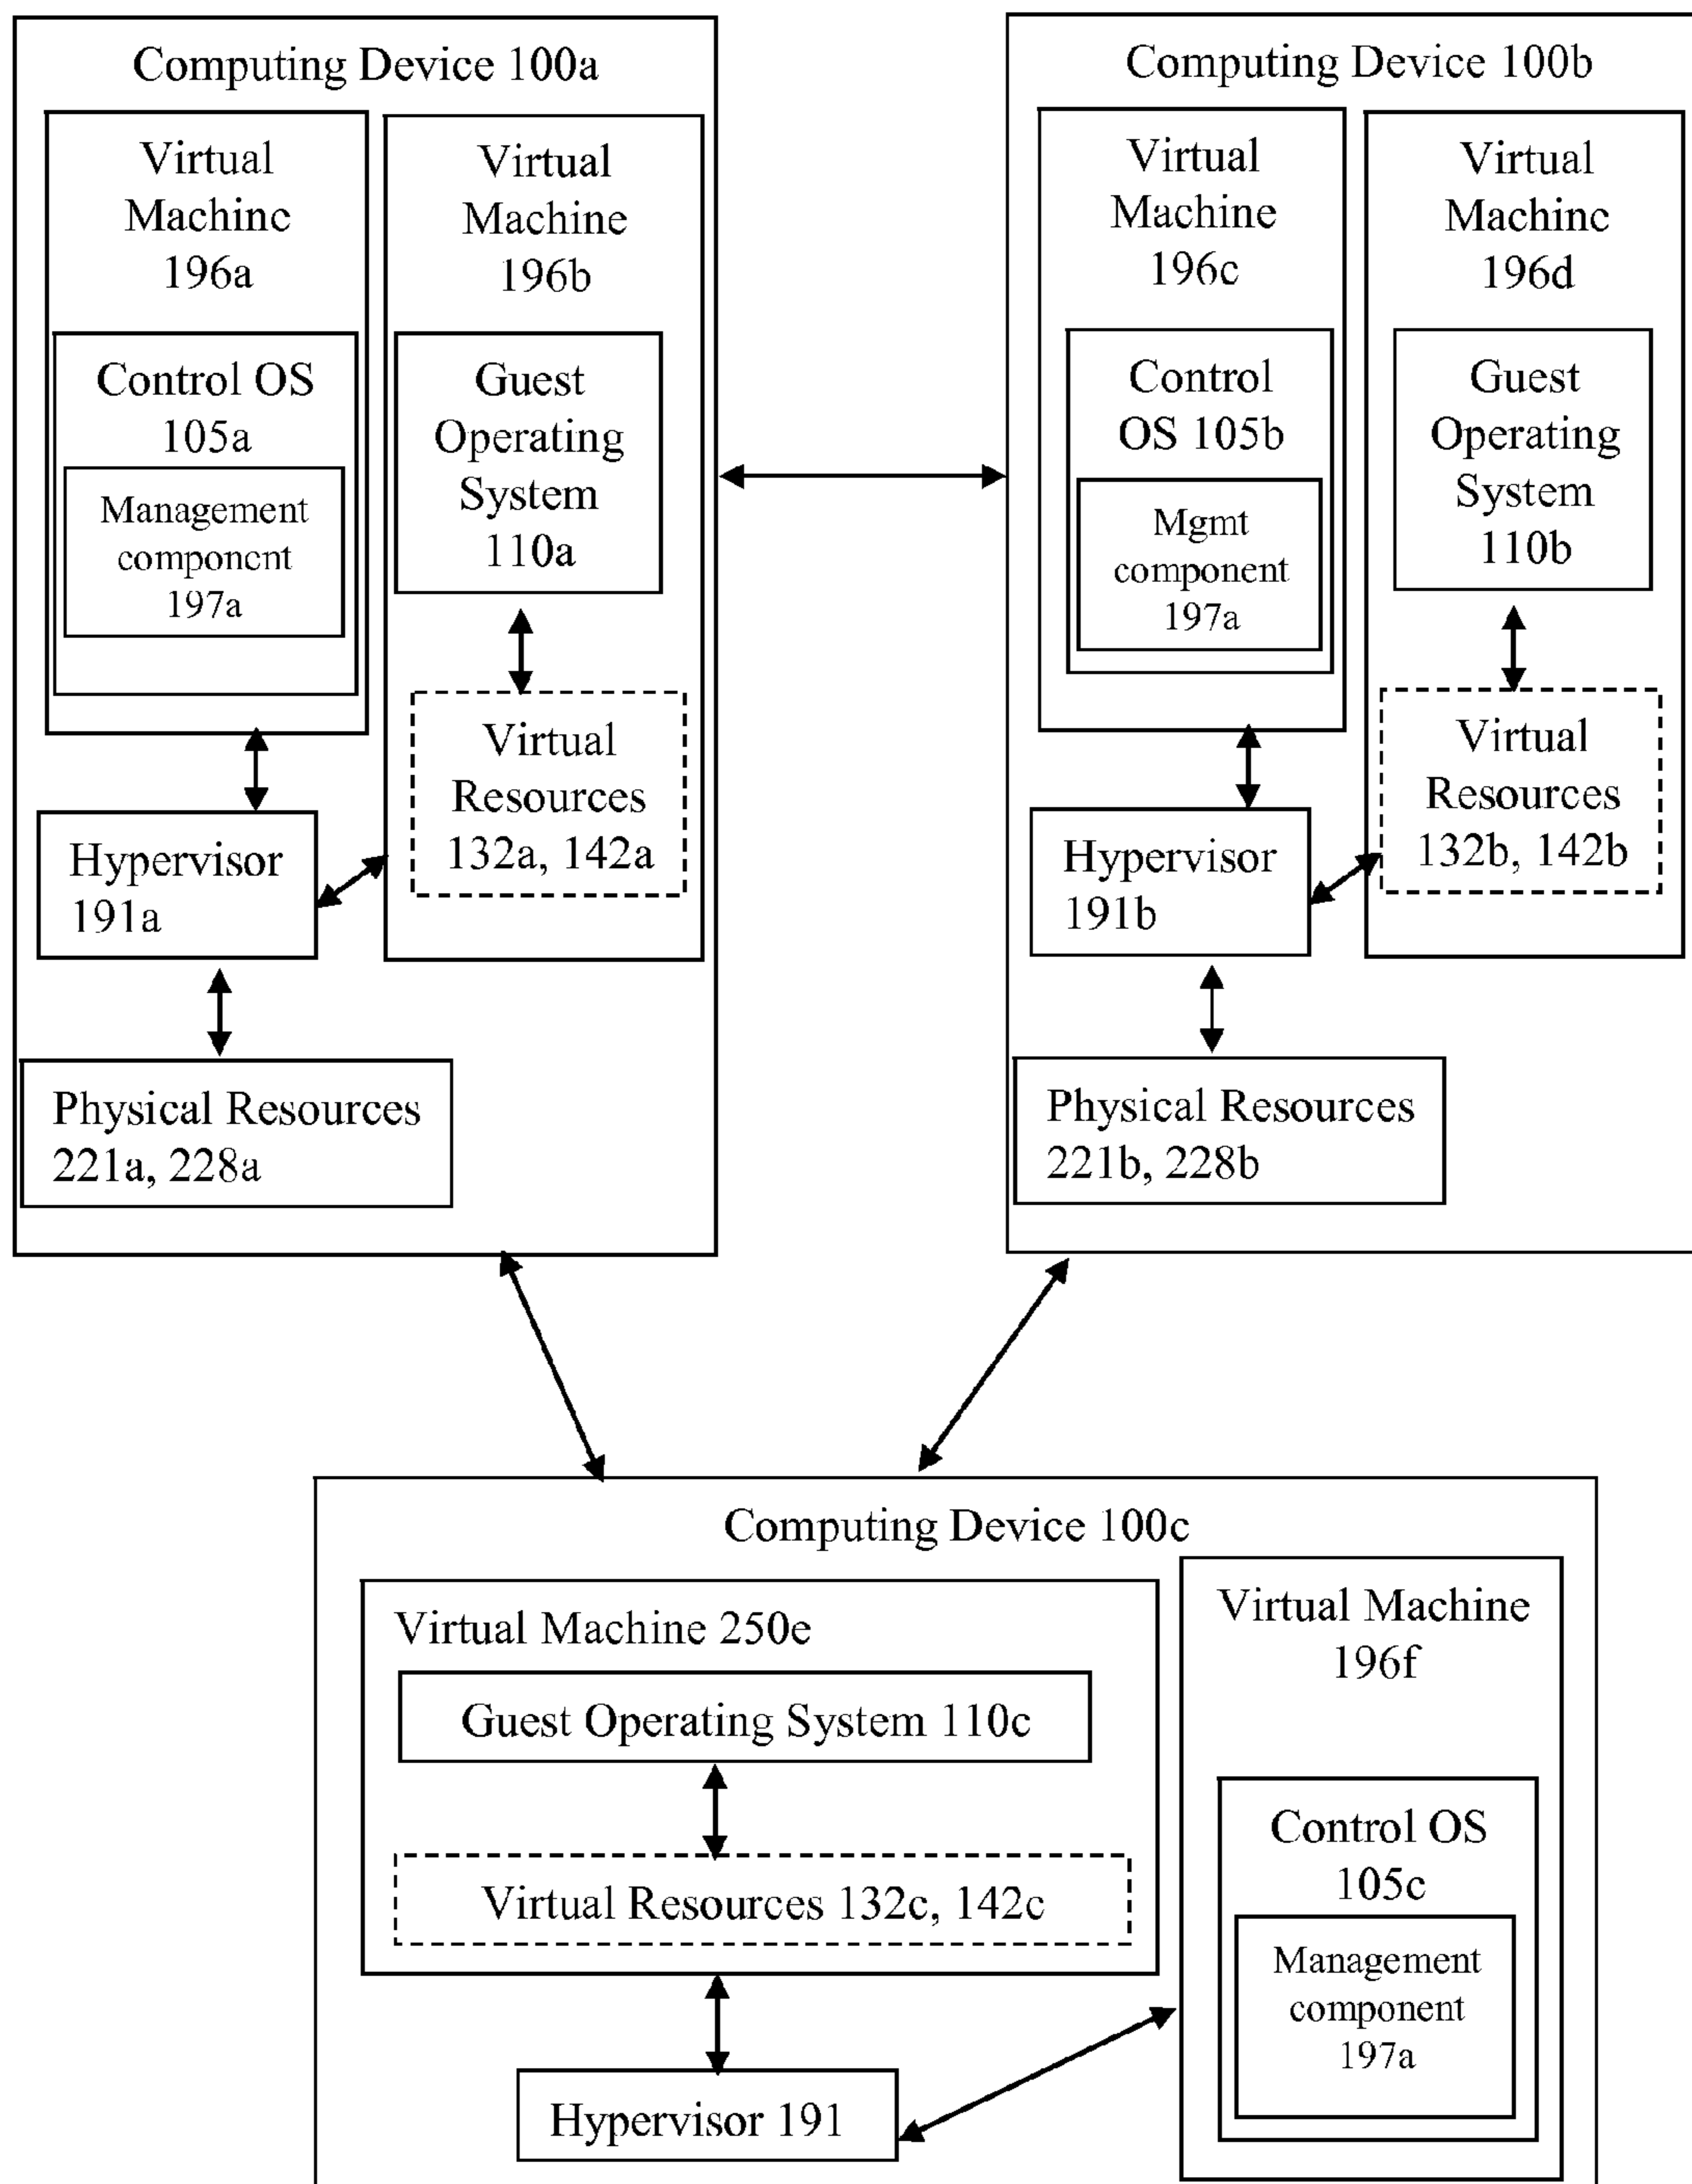 Computing Device 100a
Virtual
Machine
196a
Control OS
105a
Management
component
197a
Virtual
Machine
196b
Guest
Operating
System
110a
Virtual
Resources
132a, 142a
Hypervisor
191a
Physical Resources
221a, 228a
Computing Device 100b
Virtual
Machine
196c
Control
OS 105b
Mgmt
component
197a
Virtual
Machine
196d
Guest
Operating
System
110b
Virtual
Resources
132b, 142b
Hypervisor
191b
Physical Resources
221b, 228b
Computing Device 100c
Virtual Machine 250e
Guest Operating System 110c
Virtual Resources 132c, 142c
Virtual Machine
196f
Control OS
105c
Management
component
197a
Hypervisor 191